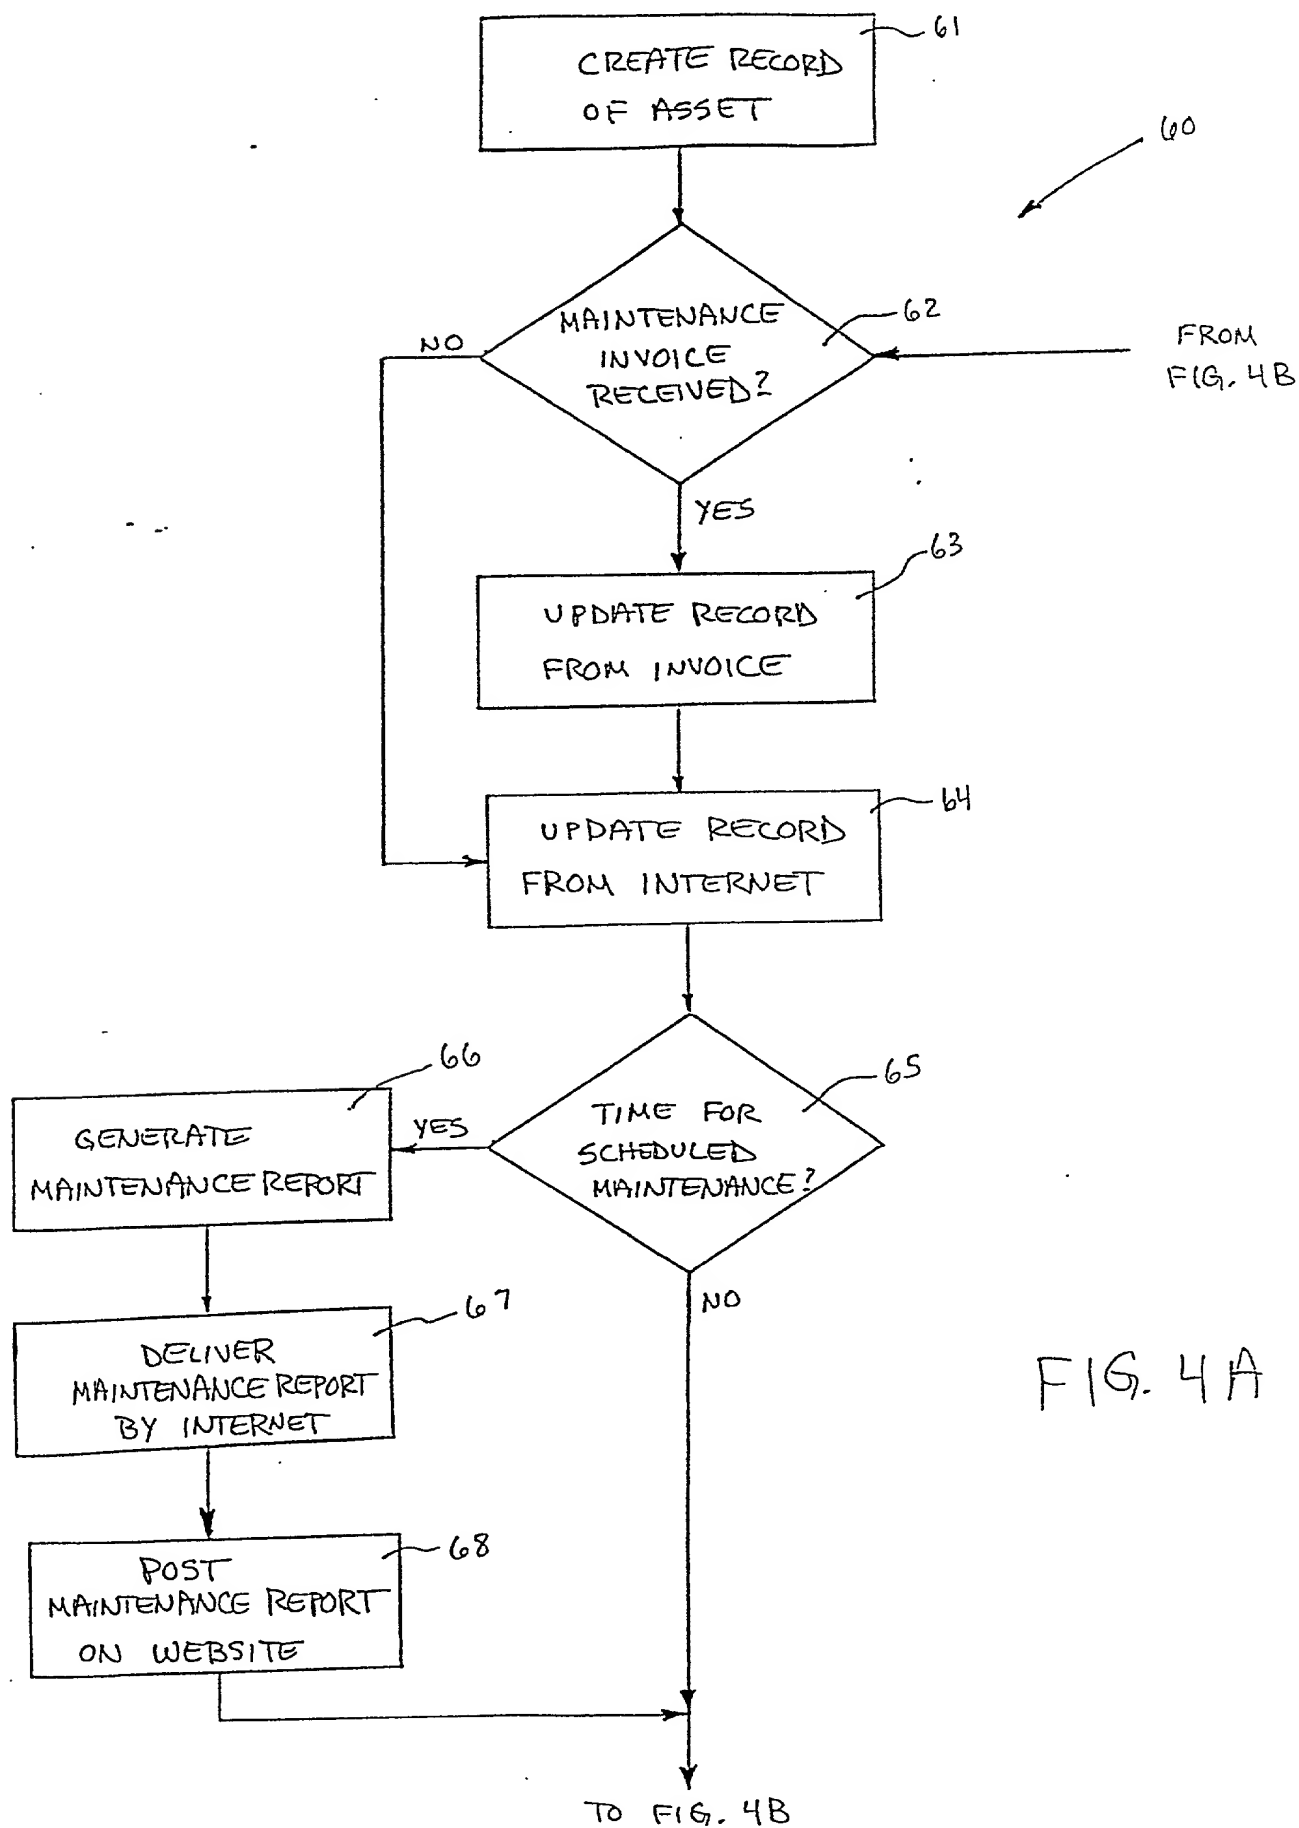 61
CREATE RECORD
OF ASSET
60
62
MAINTENANCE
INVOICE
RECEIVED?
NO
FROM
FIG. 4B
YES
63
UPDATE RECORD
FROM INVOICE
64
UPDATE RECORD
FROM INTERNET
65
TIME FOR
SCHEDULED
MAINTENANCE?
66
YES
GENERATE
MAINTENANCE REPORT
NO
67
DELIVER
MAINTENANCE REPORT
BY INTERNET
FIG. 4A
68
POST
MAINTENANCE REPORT
ON WEBSITE
TO FIG. 4B